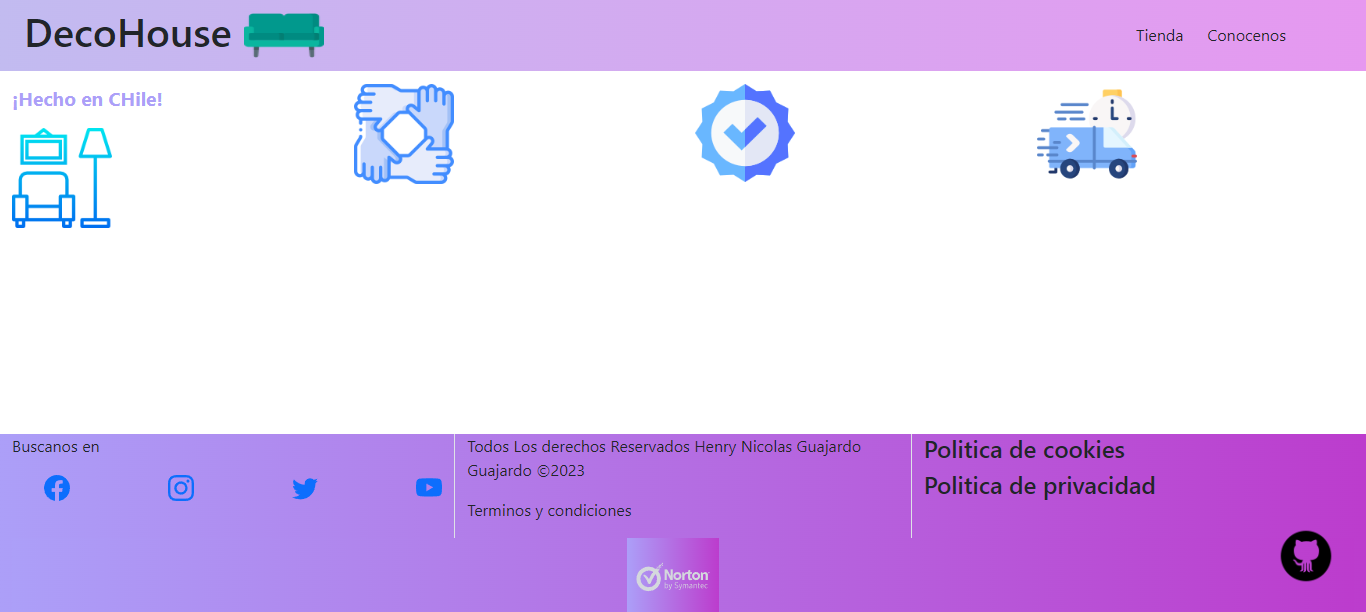 DecoHouse
Tienda
Conocenos
¡Hecho en CHile!
Buscanos en
Todos Los derechos Reservados Henry Nicolas Guajardo
Guajardo ©2023
Terminos y condiciones
Politica de cookies
Politica de privacidad
Norton
by Symantec